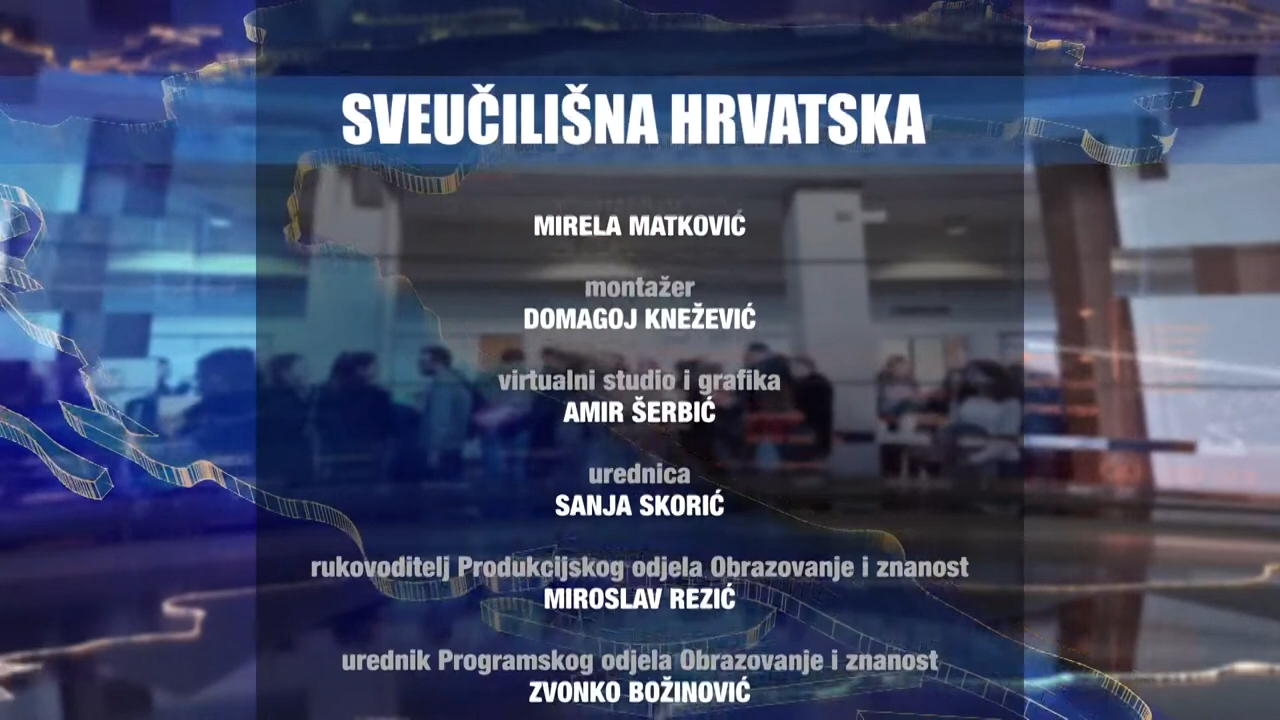 SVEUČILIŠNA HRVATSKA
MIRELA MATKOVIĆ
montažer
DOMAGOJ KNEŽEVIĆ
virtualni studio i grafika
AMIR ŠERBIĆ
urednica
SANJA SKORIĆ
rukovoditelj Produkcijskog odjela Obrazovanje i znanost
MIROSLAV REZIĆ
urednik Programskog odjela Obrazovanje i znanost
ZVONKO BOŽINOVIĆ